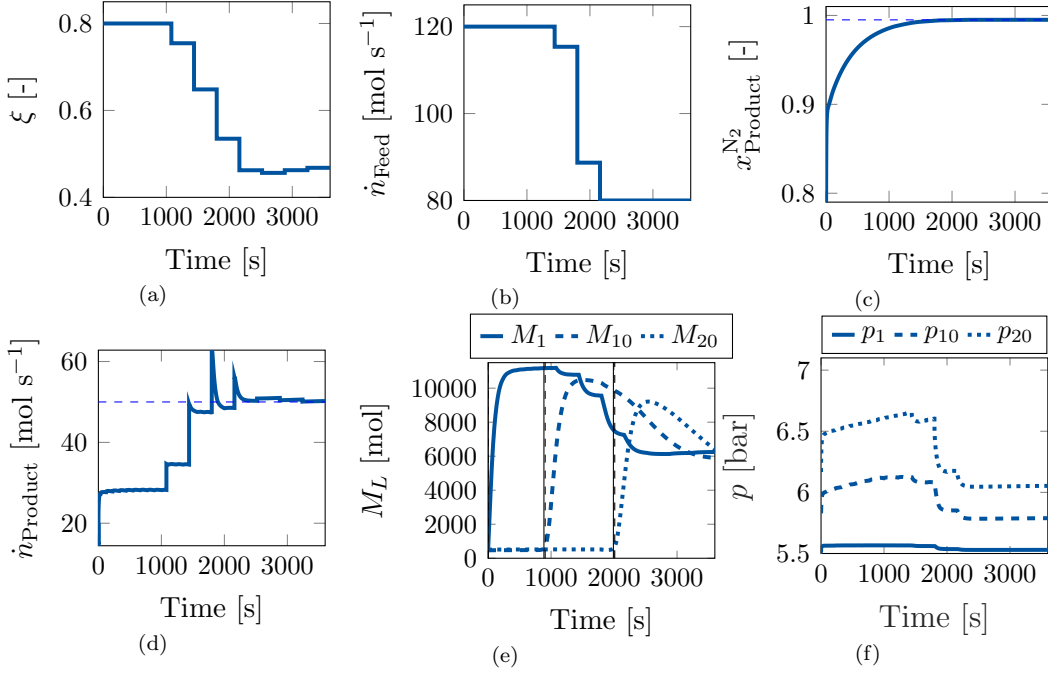 0.8
0.6
0.4
ξ [-]
0 1000 2000 3000
Time [s]
(a)
120
100
80
ṅFeed [mol s−1]
0 1000 2000 3000
Time [s]
(b)
1
0.9
0.8
xN2Product [-]
0 1000 2000 3000
Time [s]
(c)
60
40
20
ṅProduct [mol s−1]
0 1000 2000 3000
Time [s]
(d)
M1 M10 M20
10000
8000
6000
4000
2000
0
ML [mol]
0 1000 2000 3000
Time [s]
(e)
p1 p10 p20
7
6.5
6
5.5
p [bar]
0 1000 2000 3000
Time [s]
(f)